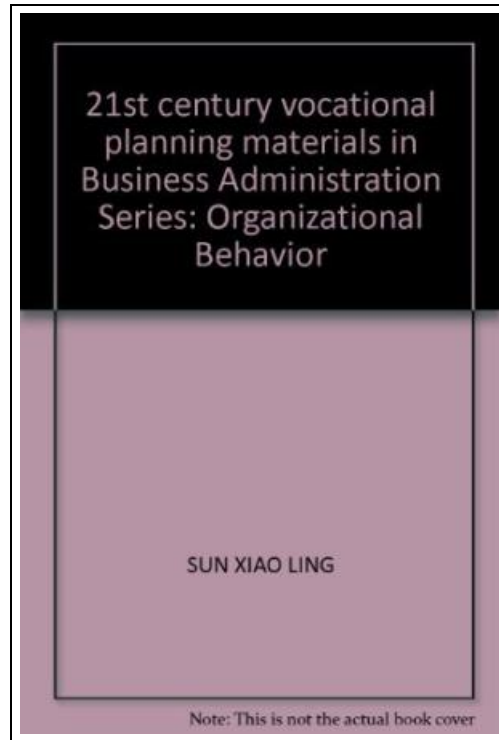 21st century vocational
planning materials in
Business Administration
Series: Organizational
Behavior
SUN XIAO LING
Note: This is not the actual book cover